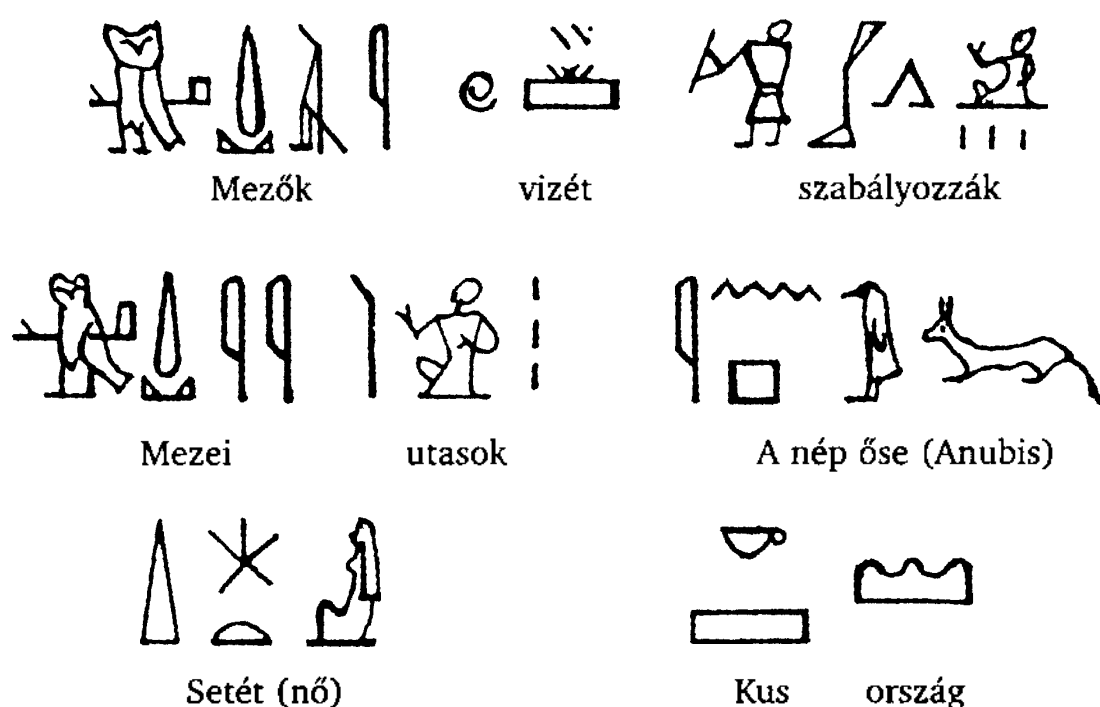 Mezők vizét szabályozzák
Mezei utasok A nép őse (Anubis)
Setét (nő) Kus ország